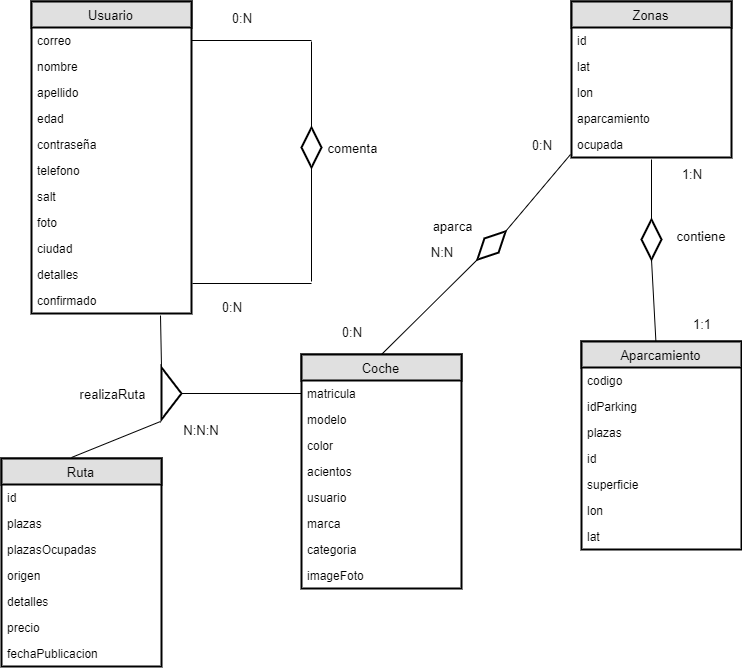 Usuario
correo
nombre
apellido
edad
contraseña
telefono
salt
foto
ciudad
detalles
confirmado
0:N
comenta
0:N
Zonas
id
lat
lon
aparcamiento
ocupada
0:N
aparca
N:N
0:N
1:N
contiene
1:1
realizaRuta
N:N:N
Coche
matricula
modelo
color
acientos
usuario
marca
categoria
imageFoto
Aparcamiento
codigo
idParking
plazas
id
superficie
lon
lat
Ruta
id
plazas
plazasOcupadas
origen
detalles
precio
fechaPublicacion